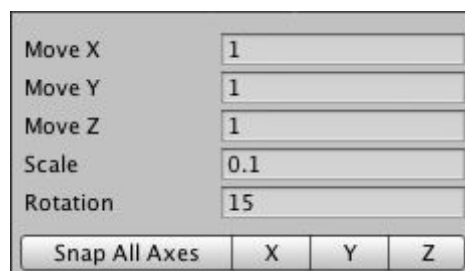 Move X 1
Move Y 1
Move Z 1
Scale 0.1
Rotation 15
Snap All Axes X Y Z